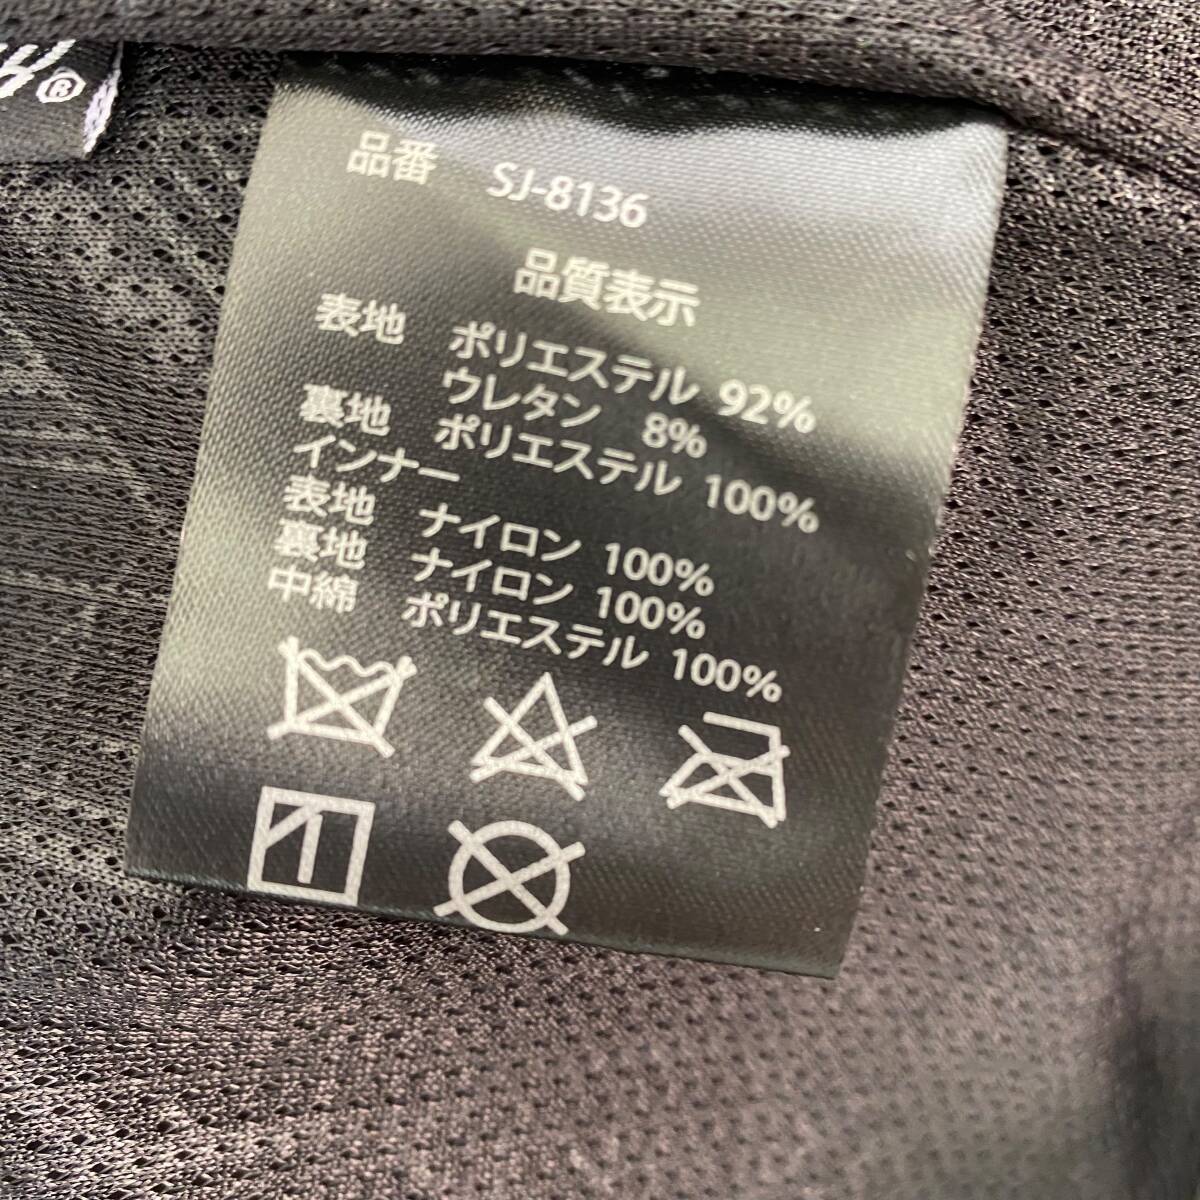 品番 SJ-8136
品質表示
表地 ポリエステル 92%
ウレタン 8%
裏地 ポリエステル 100%
インナー
表地 ナイロン 100%
裏地 ナイロン 100%
中綿 ポリエステル 100%